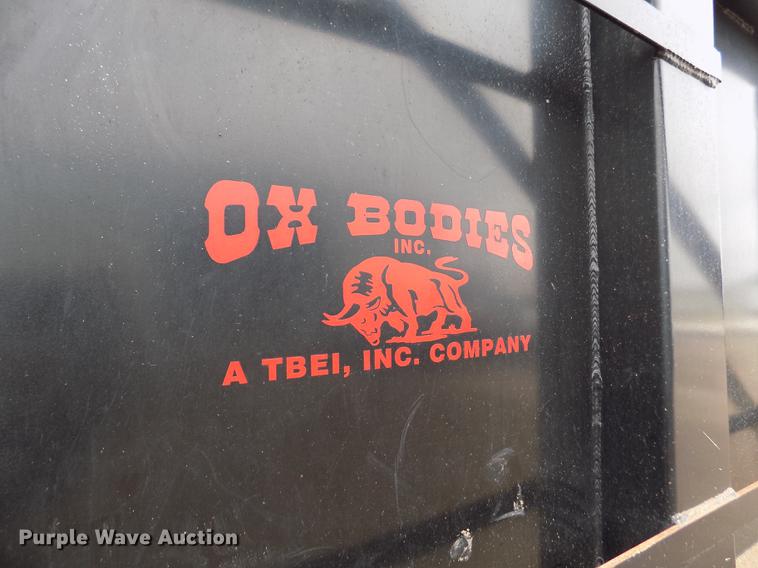 OX BODIES
INC.
A TBEI, INC. COMPANY
Purple Wave Auction